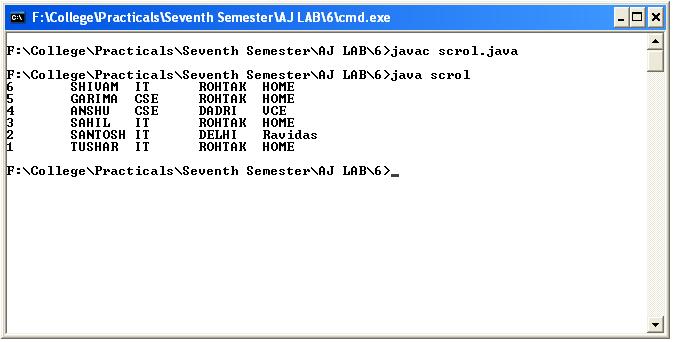 F:\College\Practicals\Seventh Semester\AJ LAB\6\cmd.exe
F:\College\Practicals\Seventh Semester\AJ LAB\6>javac scrol.java
F:\College\Practicals\Seventh Semester\AJ LAB\6>java scrol
6 SHIVAM IT ROHTAK HOME
5 GARIMA CSE ROHTAK HOME
4 ANSHU CSE DADRI VCE
3 SAHIL IT ROHTAK HOME
2 SANTOSH IT DELHI Ravidas
1 TUSHAR IT ROHTAK HOME
F:\College\Practicals\Seventh Semester\AJ LAB\6>_